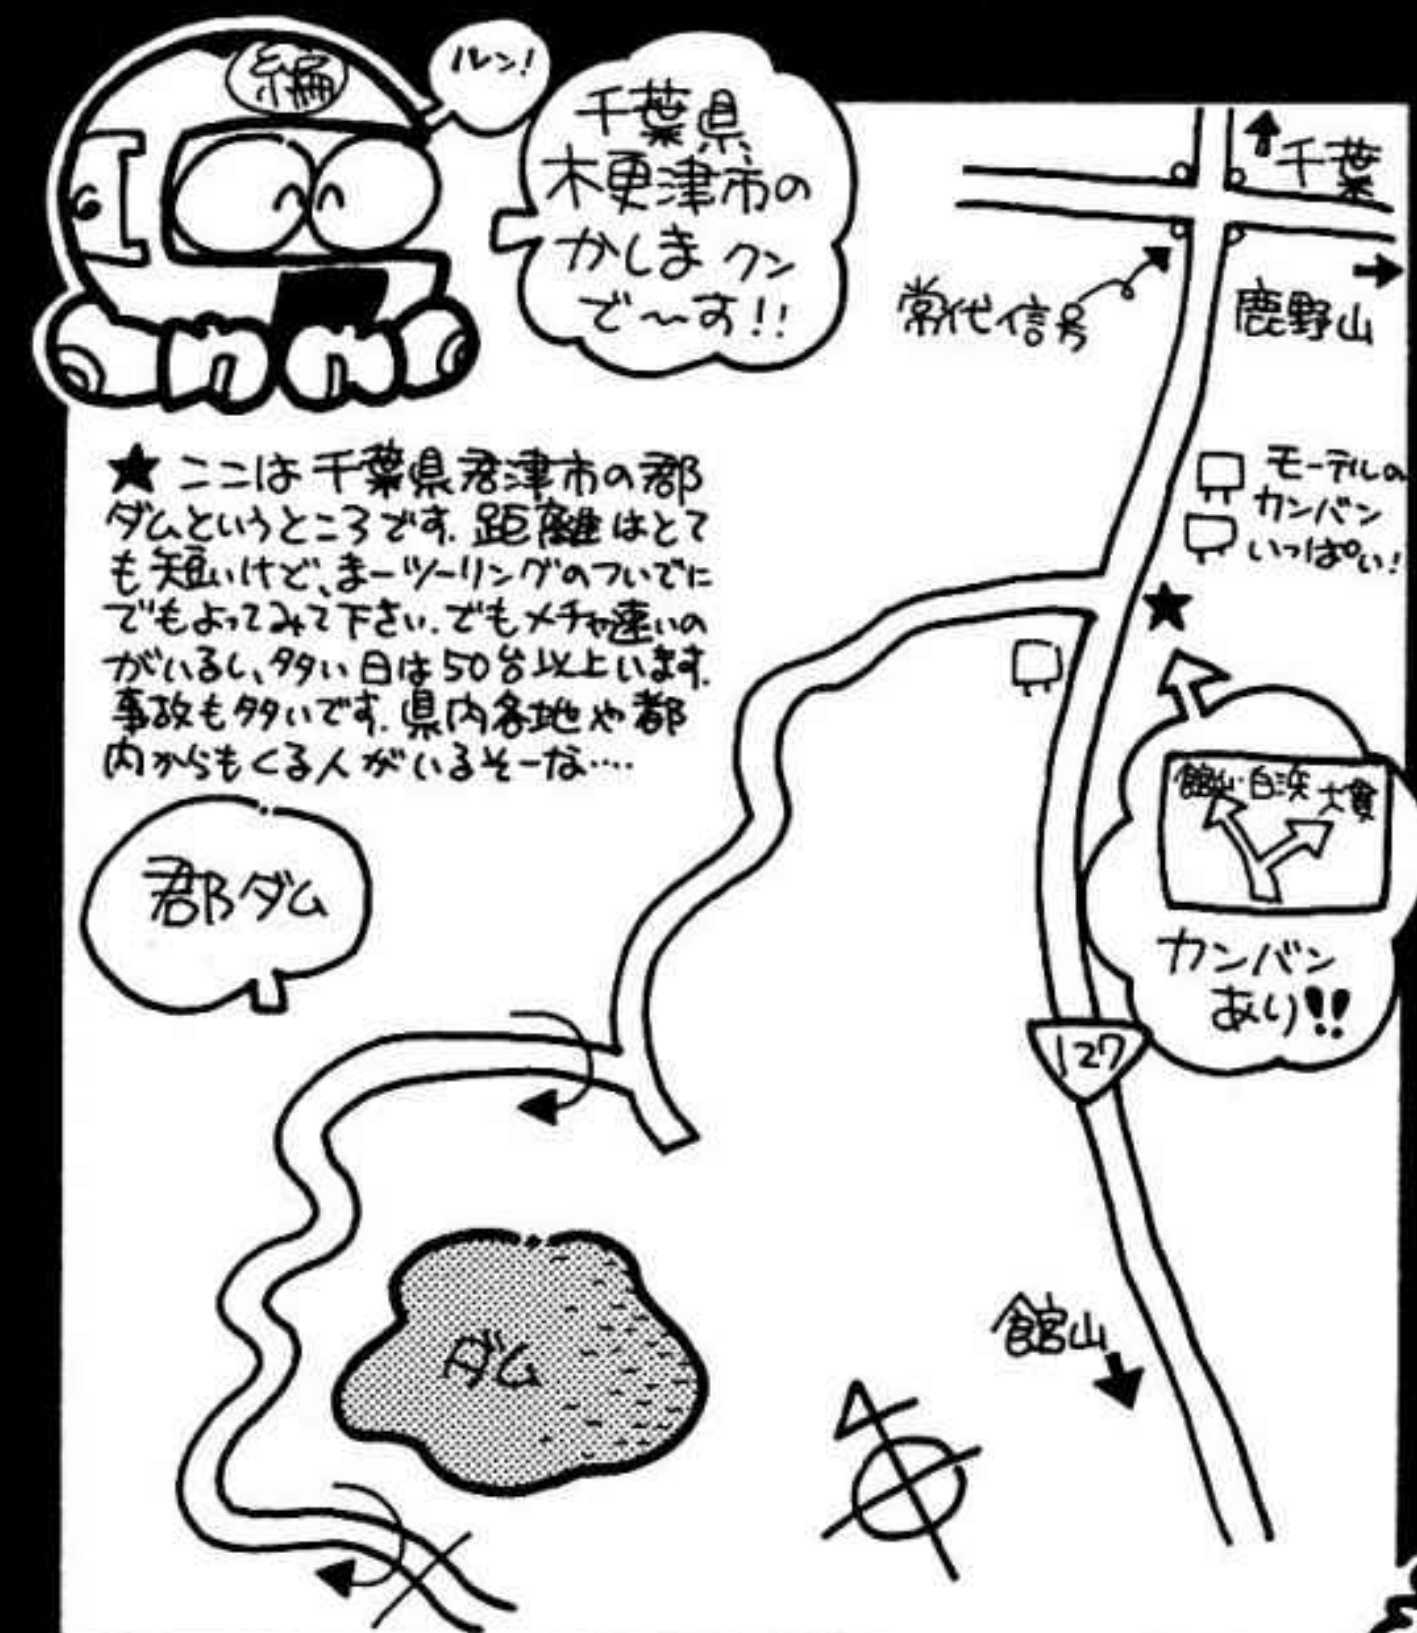 編
ルン!
千葉県
木更津市の
かしまクン
で〜す!!
↑千葉
常代信号
鹿野山
★ここは千葉県君津市の郡
ダムというところです.距離はとて
も短いけど、まーツーリングのついでに
でもよってみて下さい.でもメチャ速いの
がいるし、多い日は50台以上います.
事故も多いです.県内各地や都
内からもくる人がいるそーな‥‥
モーテルの
カンバン
いっぱい!
★
館山・白浜 大貫
カンバン
あり!!
郡ダム
127
ダム
館山